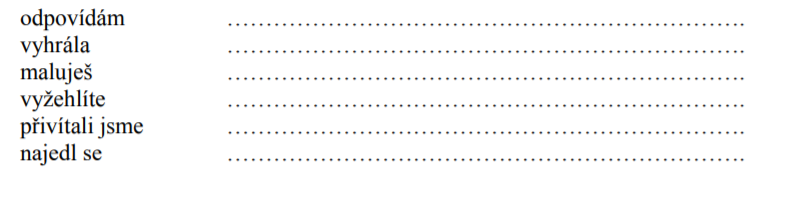 odpovídám ……………………………………………………………
vyhrála ……………………………………………………………
maluješ ……………………………………………………………
vyžehlíte ……………………………………………………………
přivítali jsme ……………………………………………………………
najedl se ……………………………………………………………